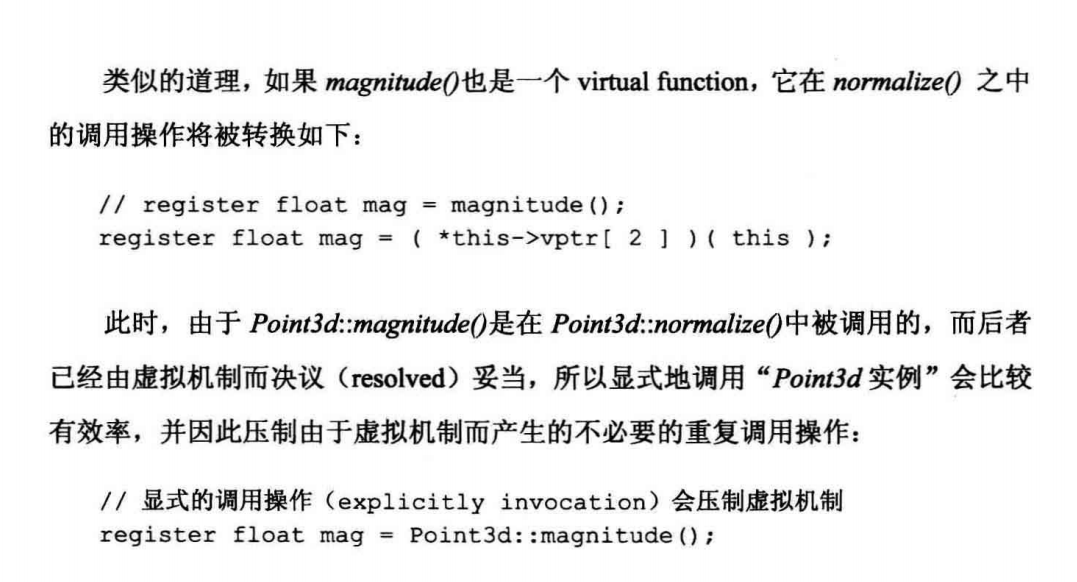 类似的道理，如果 magnitude()也是一个 virtual function，它在 normalize() 之中
的调用操作将被转换如下：
// register float mag = magnitude();
register float mag = ( *this->vptr[ 2 ] )( this );
此时，由于 Point3d::magnitude()是在 Point3d::normalize()中被调用的，而后者
已经由虚拟机制而决议（resolved）妥当，所以显式地调用“Point3d 实例”会比较
有效率，并因此压制由于虚拟机制而产生的不必要的重复调用操作：
// 显式的调用操作（explicitly invocation）会压制虚拟机制
register float mag = Point3d::magnitude();